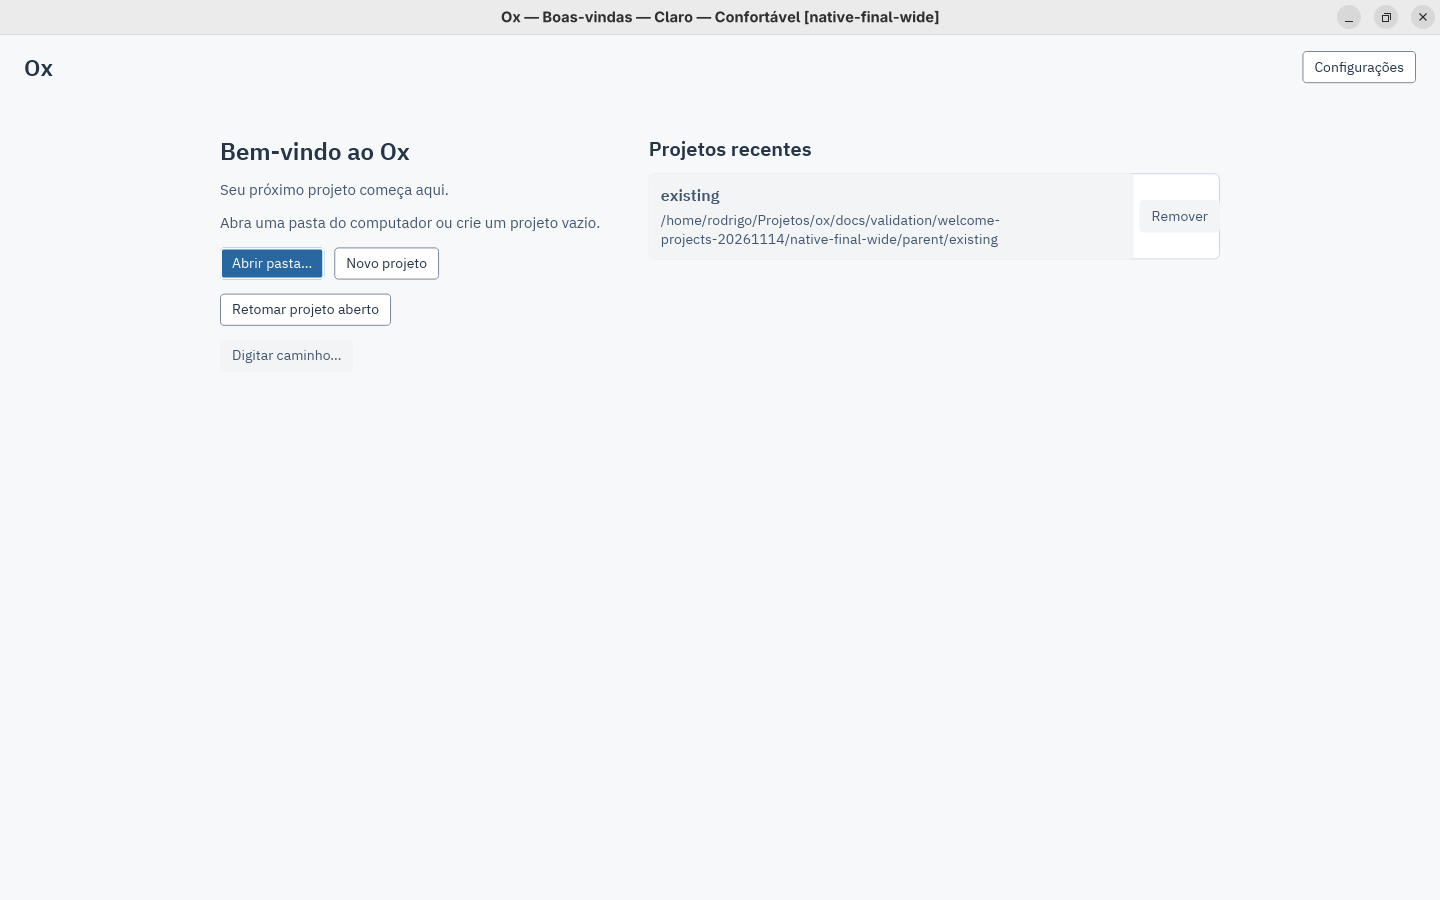 Ox — Boas-vindas — Claro — Confortável [native-final-wide]
Ox
Configurações
Bem-vindo ao Ox
Seu próximo projeto começa aqui.
Abra uma pasta do computador ou crie um projeto vazio.
Abrir pasta...
Novo projeto
Retomar projeto aberto
Digitar caminho...
Projetos recentes
existing
/home/rodrigo/Projetos/ox/docs/validation/welcome-
projects-20261114/native-final-wide/parent/existing
Remover